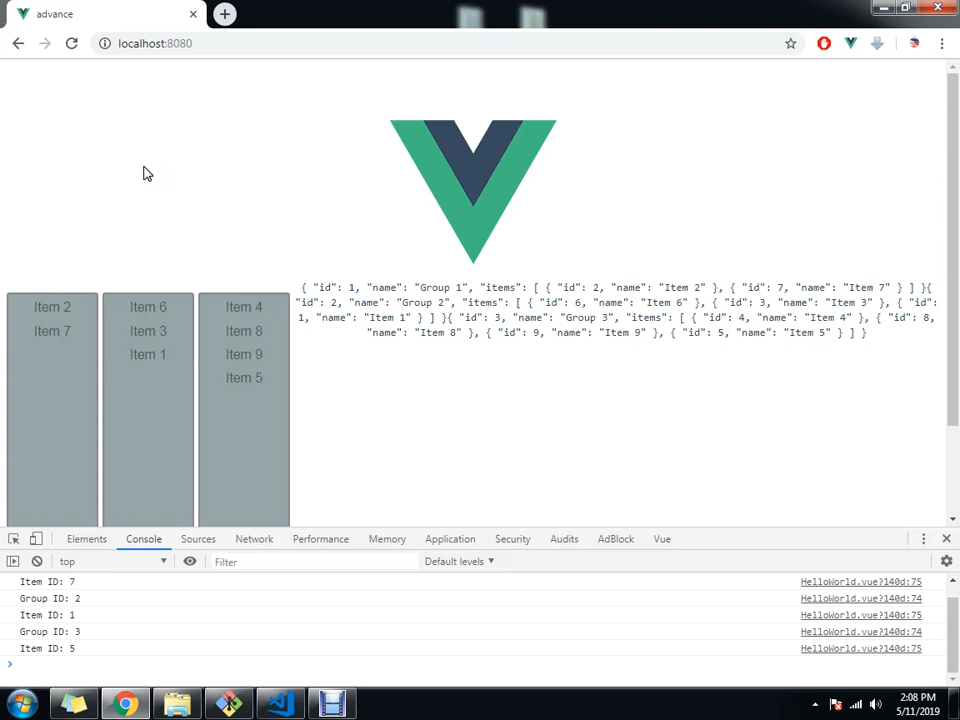 advance
localhost:8080
{ "id": 1, "name": "Group 1", "items": [ { "id": 2, "name": "Item 2" }, { "id": 7, "name": "Item 7" } ] }{
"id": 2, "name": "Group 2", "items": [ { "id": 6, "name": "Item 6" }, { "id": 3, "name": "Item 3" }, { "id":
1, "name": "Item 1" } ] }{ "id": 3, "name": "Group 3", "items": [ { "id": 4, "name": "Item 4" }, { "id": 8,
"name": "Item 8" }, { "id": 9, "name": "Item 9" }, { "id": 5, "name": "Item 5" } ] }
Item 2 Item 6 Item 4
Item 7 Item 3 Item 8
Item 1 Item 9
Item 5
Elements Console Sources Network Performance Memory Application Security Audits AdBlock Vue
top Filter Default levels
Item ID: 7 HelloWorld.vue?140d:75
Group ID: 2 HelloWorld.vue?140d:74
Item ID: 1 HelloWorld.vue?140d:75
Group ID: 3 HelloWorld.vue?140d:74
Item ID: 5 HelloWorld.vue?140d:75
2:08 PM
5/11/2019